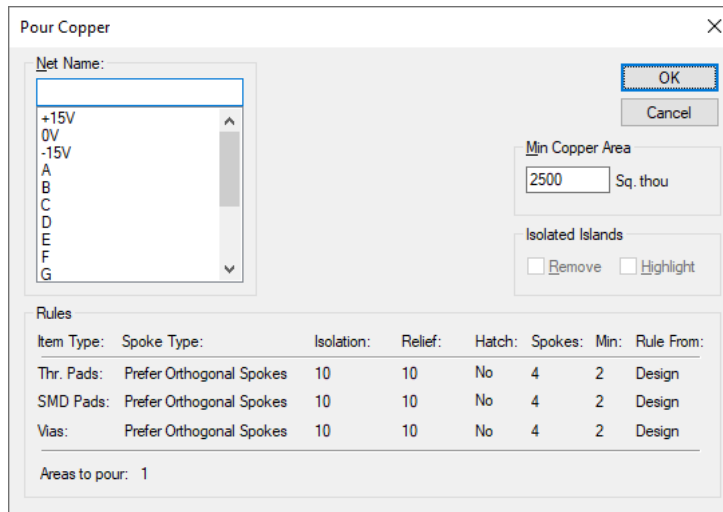 Pour Copper
Net Name:
+15V
0V
-15V
A
B
C
D
E
F
G
OK
Cancel
Min Copper Area
2500 Sq. thou
Isolated Islands
Remove Highlight
Rules
Item Type: Spoke Type: Isolation: Relief: Hatch: Spokes: Min: Rule From:
Thr. Pads: Prefer Orthogonal Spokes 10 10 No 4 2 Design
SMD Pads: Prefer Orthogonal Spokes 10 10 No 4 2 Design
Vias: Prefer Orthogonal Spokes 10 10 No 4 2 Design
Areas to pour: 1